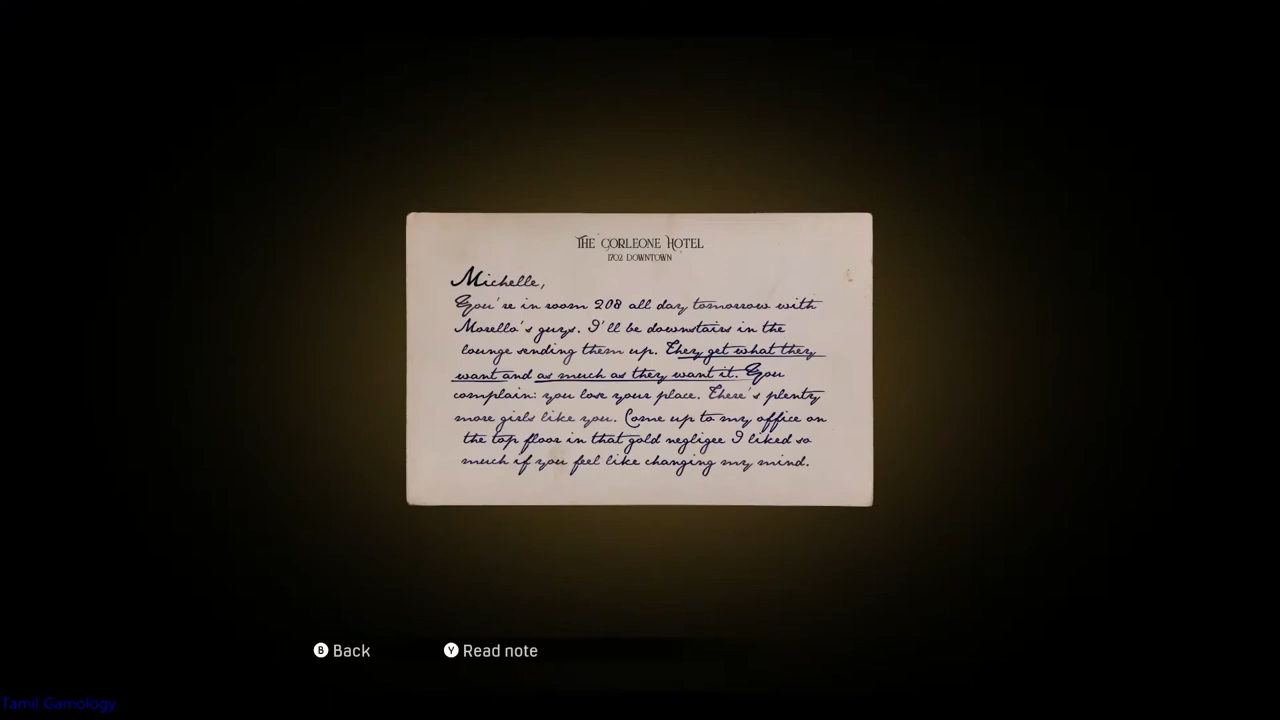 THE CORLEONE HOTEL
1702 DOWNTOWN
Michelle,
You're in room 208 all day tomorrow with
Morello's guys. I'll be downstairs in the
lounge sending them up. They get what they
want and as much as they want it. You
complain: you lose your place. There's plenty
more girls like you. Come up to my office on
the top floor in that gold negligee I liked so
much if you feel like changing my mind.
B Back
Y Read note
Tamil Gamology